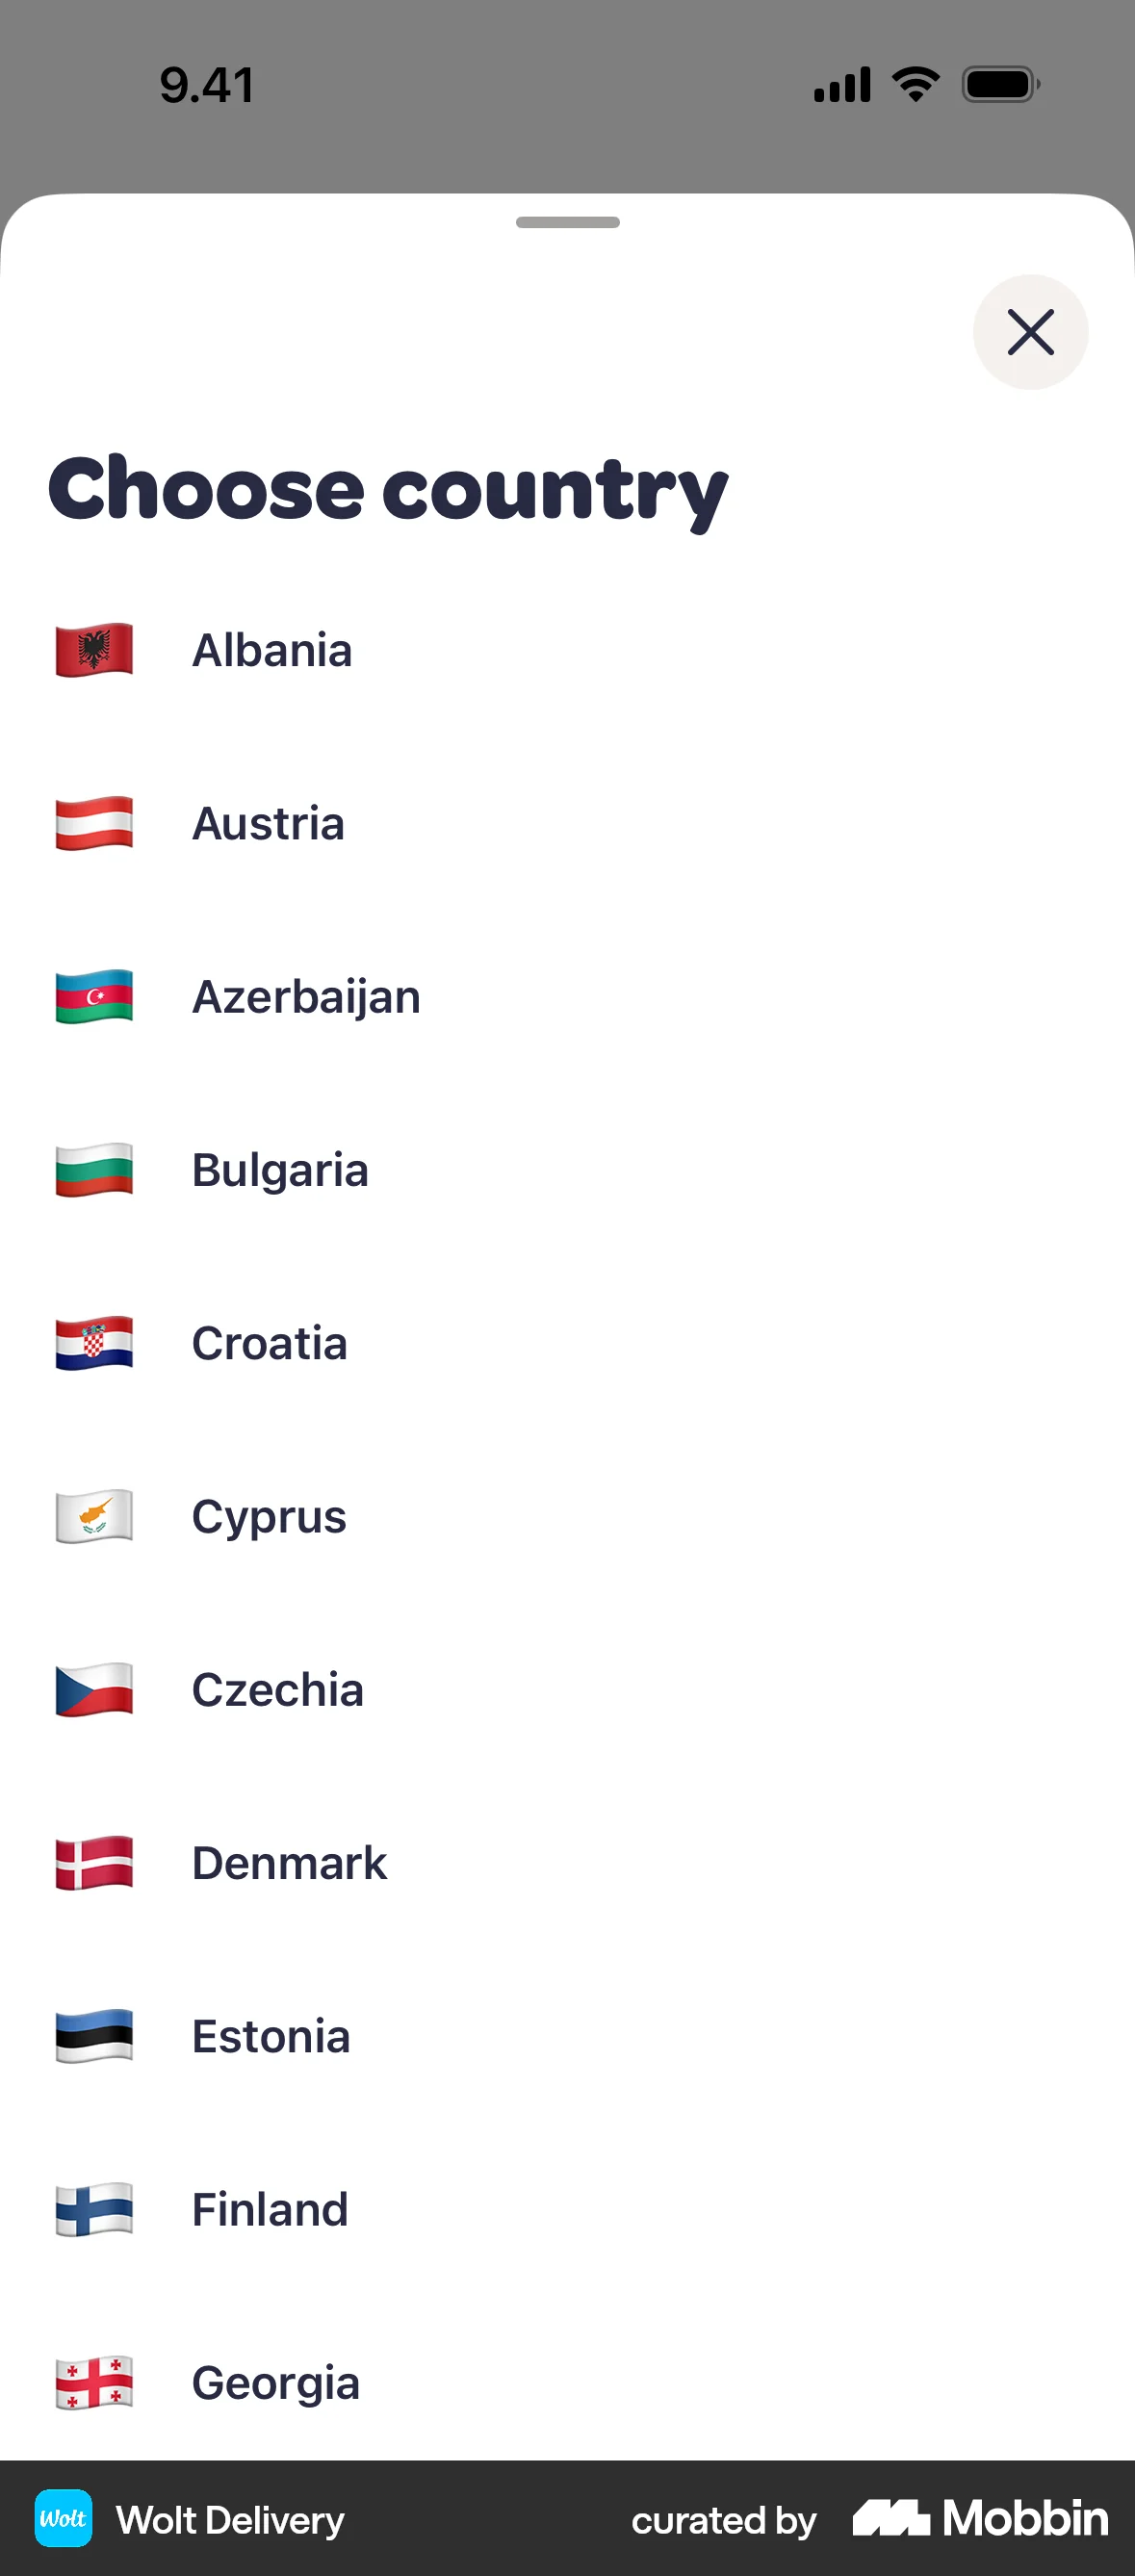 9.41
Choose country
Albania
Austria
Azerbaijan
Bulgaria
Croatia
Cyprus
Czechia
Denmark
Estonia
Finland
Georgia
Wolt Wolt Delivery curated by Mobbin